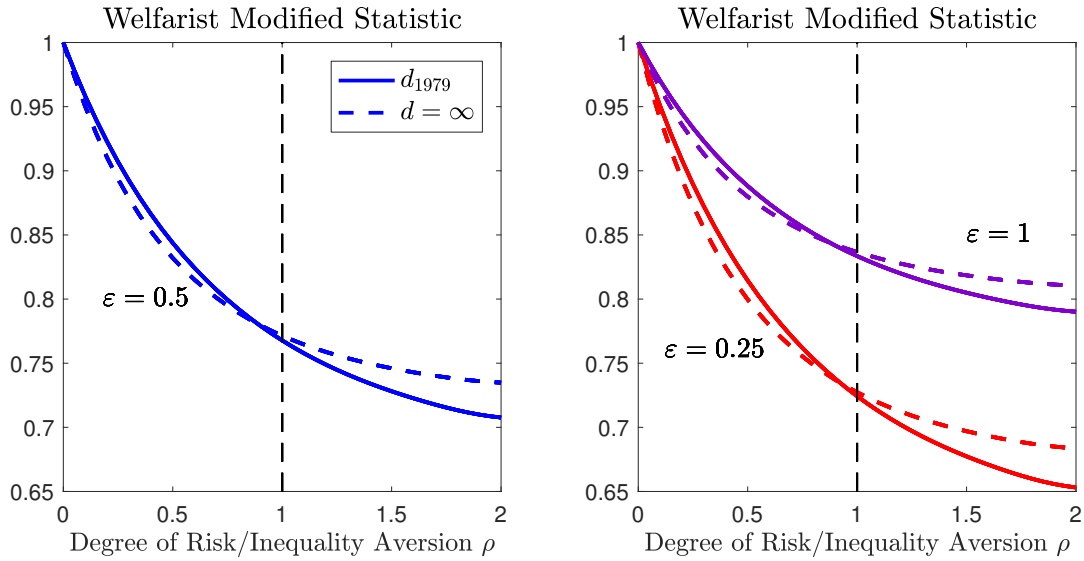 Welfarist Modified Statistic
1
0.95
0.9
0.85
0.8
0.75
0.7
0.65
d1979
d = ∞
ε = 0.5
0 0.5 1 1.5 2
Degree of Risk/Inequality Aversion ρ
Welfarist Modified Statistic
1
0.95
0.9
0.85
0.8
0.75
0.7
0.65
ε = 1
ε = 0.25
0 0.5 1 1.5 2
Degree of Risk/Inequality Aversion ρ